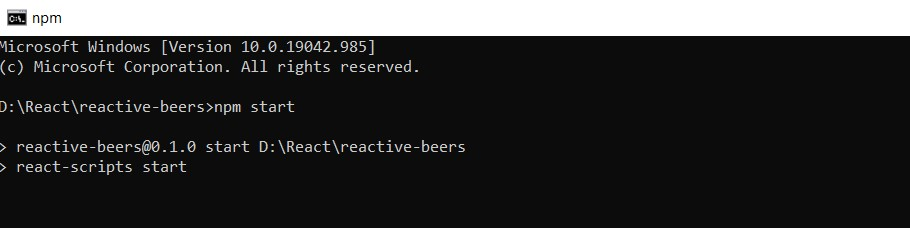 npm
Microsoft Windows [Version 10.0.19042.985]
(c) Microsoft Corporation. All rights reserved.
D:\React\reactive-beers>npm start
> reactive-beers@0.1.0 start D:\React\reactive-beers
> react-scripts start